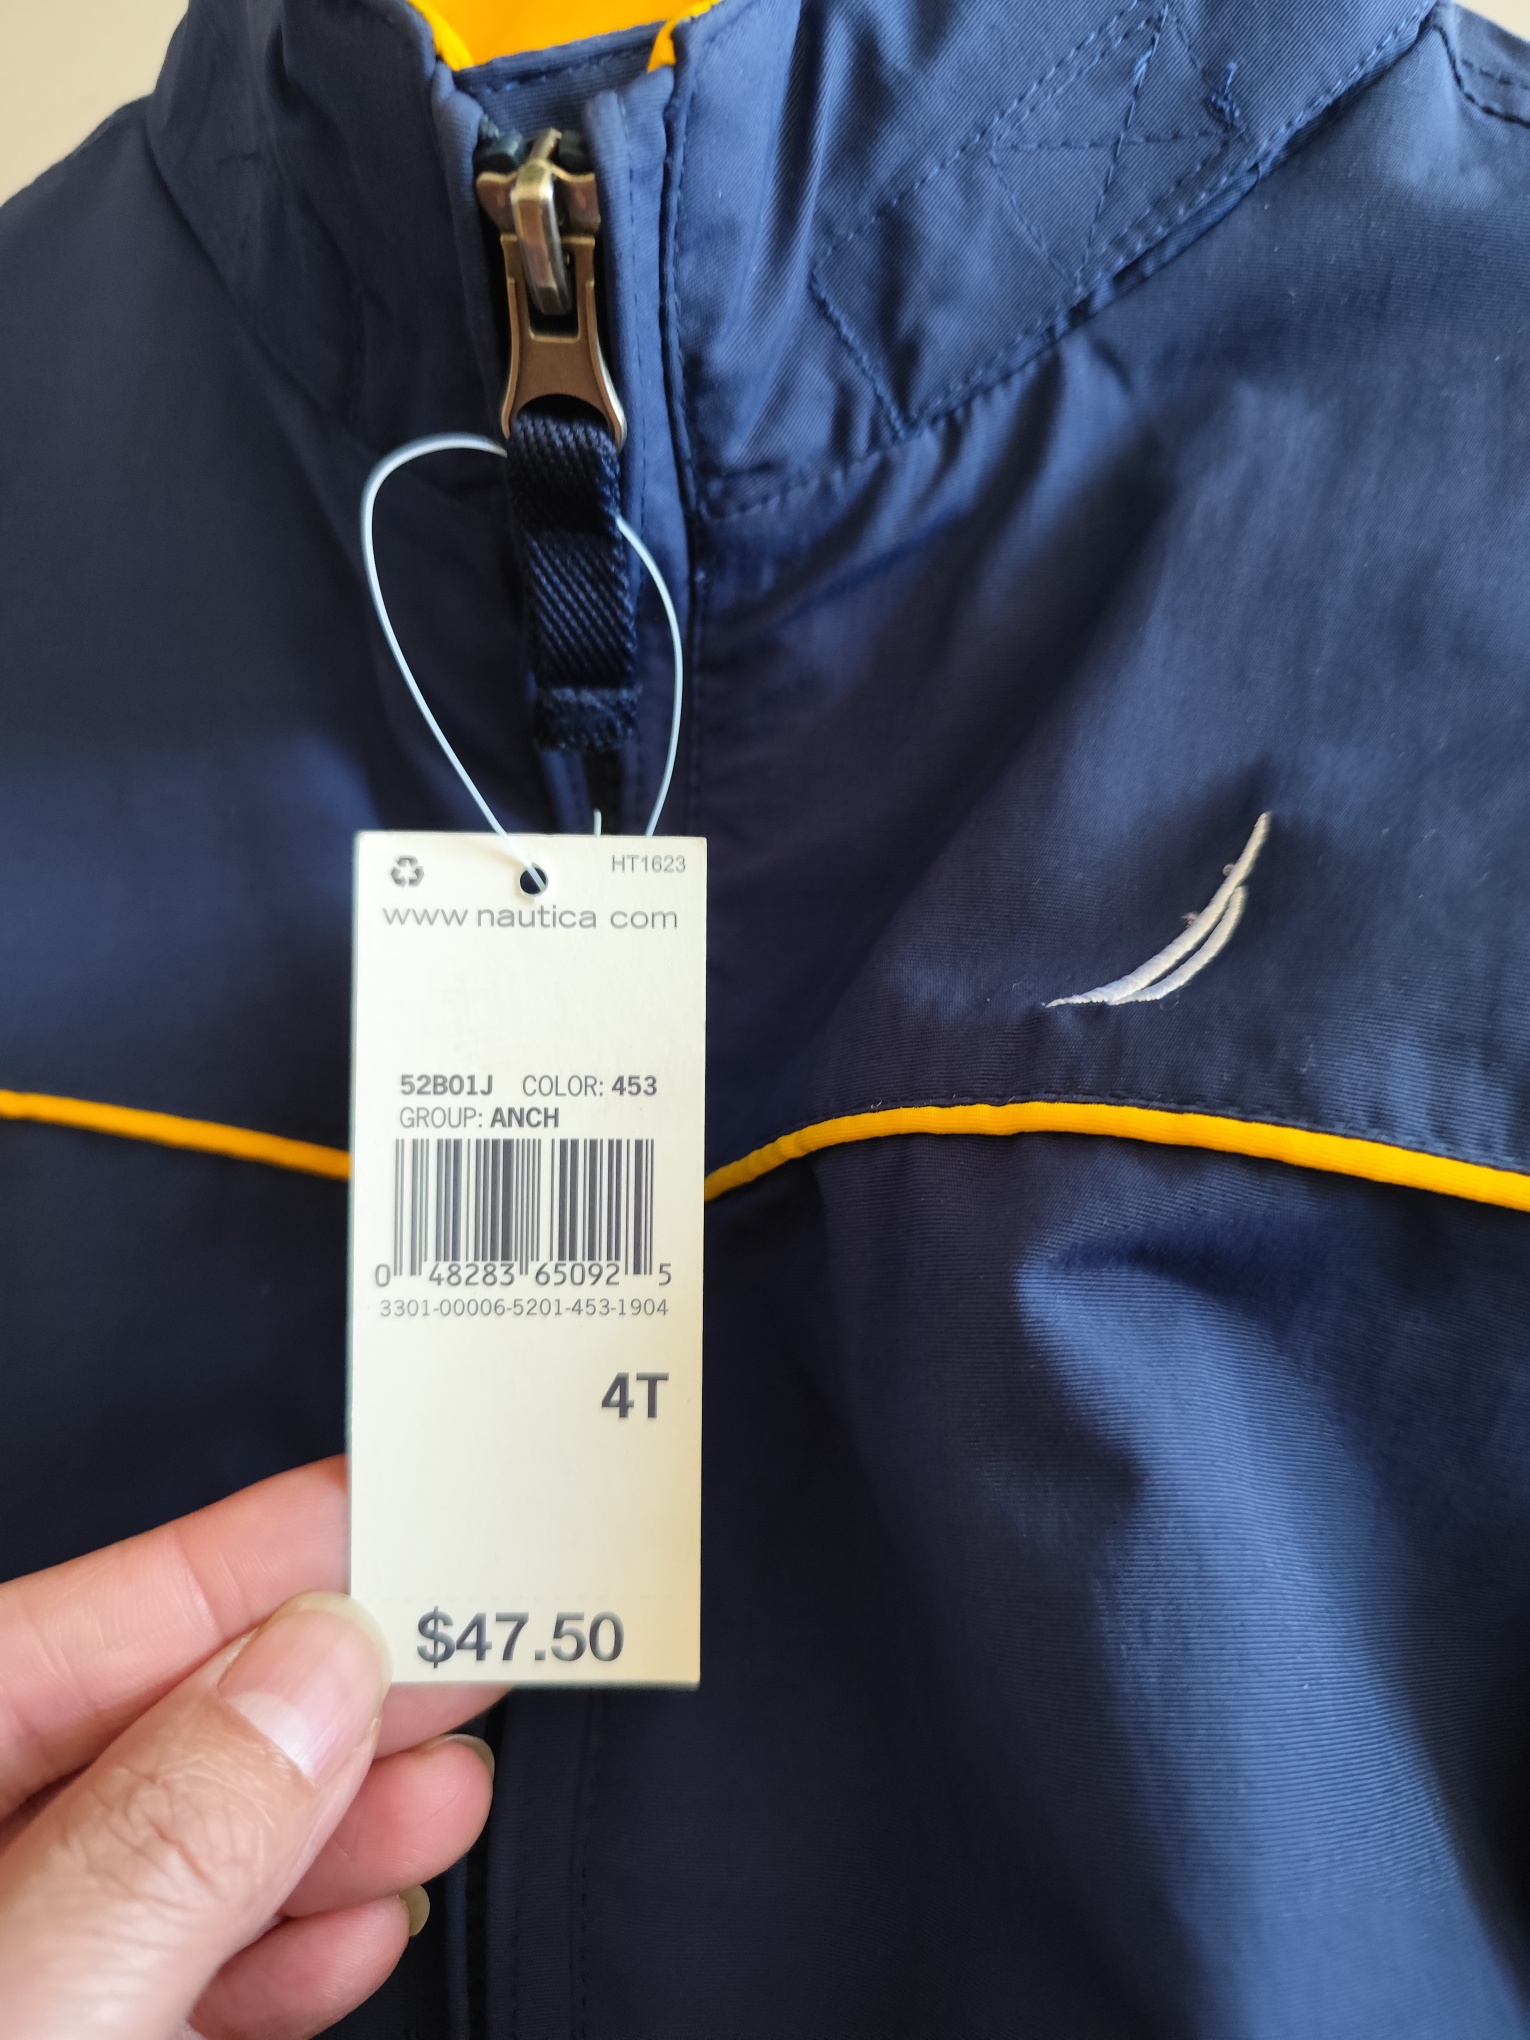 HT1623
www nautica com
52B01J COLOR: 453
GROUP: ANCH
0 48283 65092 5
3301-00006-5201-453-1904
4T
$47.50